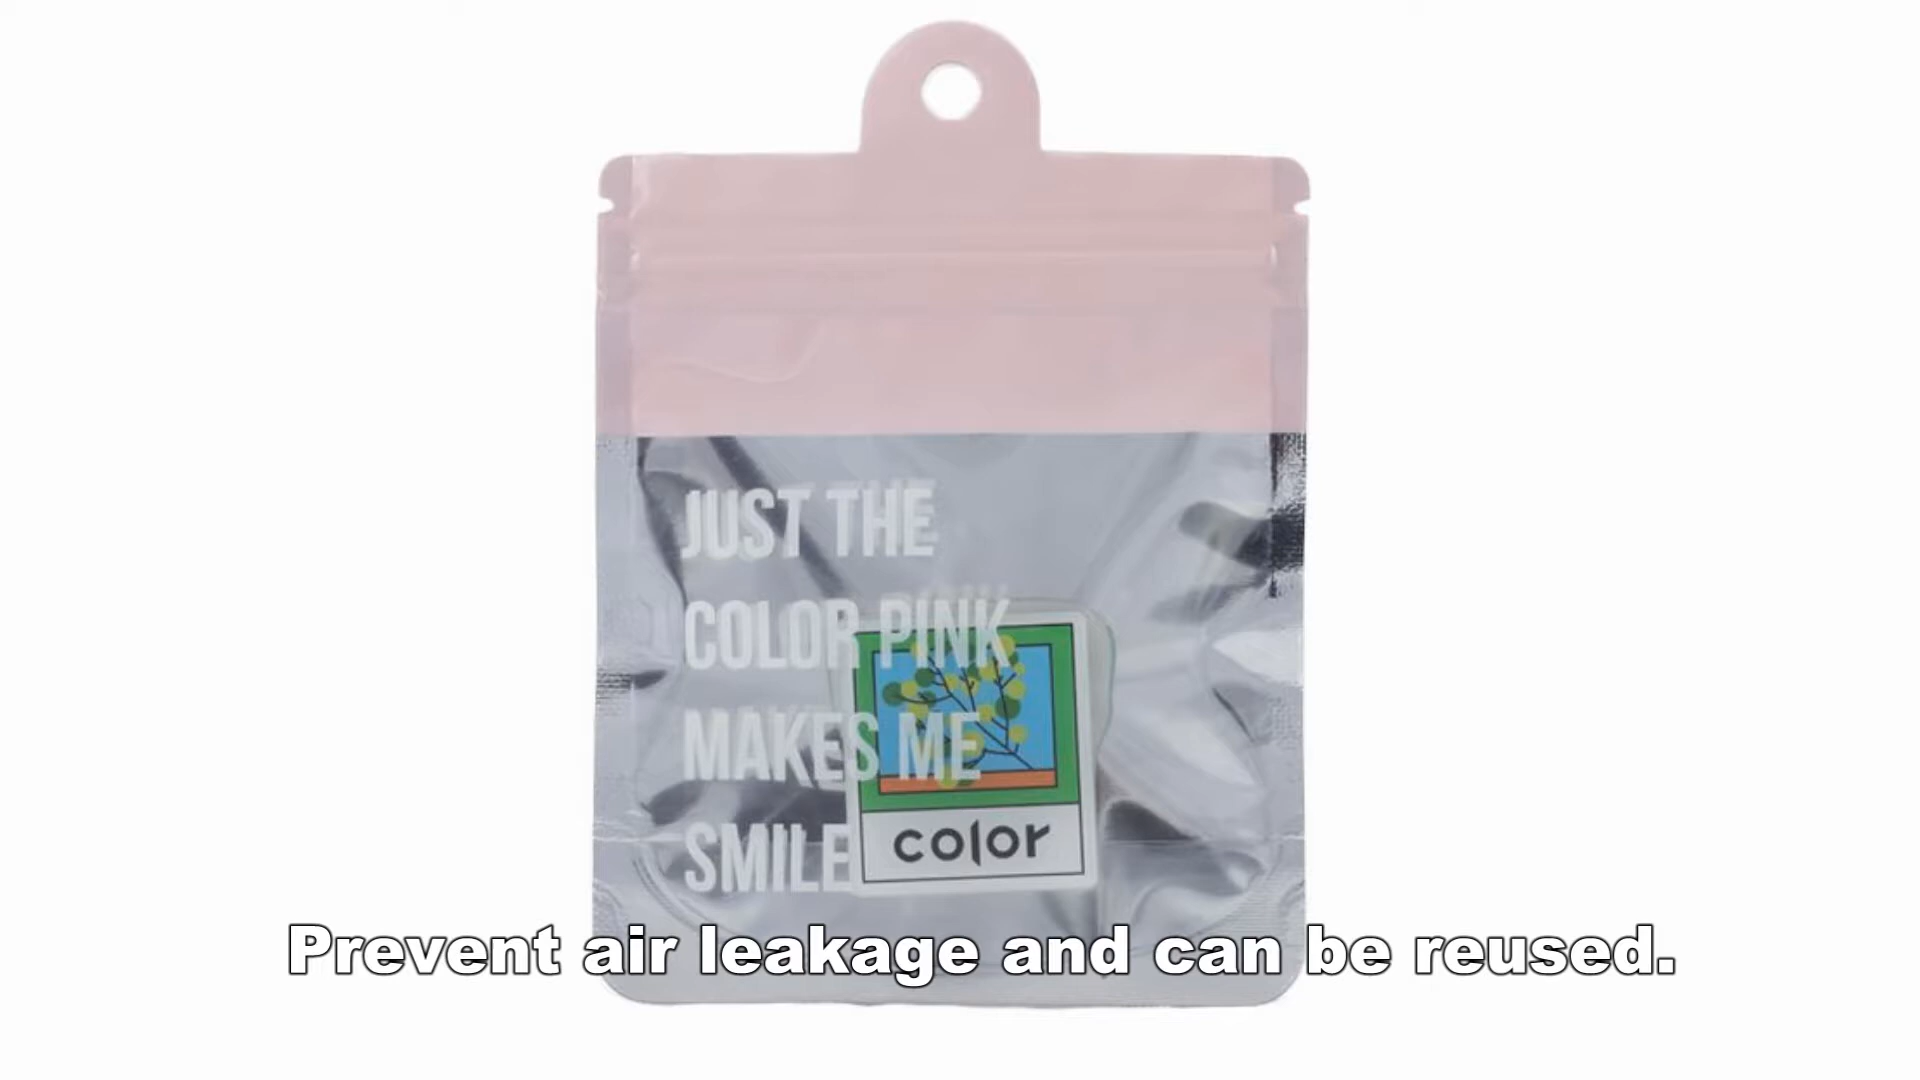 JUST THE
COLOR PINK
MAKES ME
SMILE
color
Prevent air leakage and can be reused.